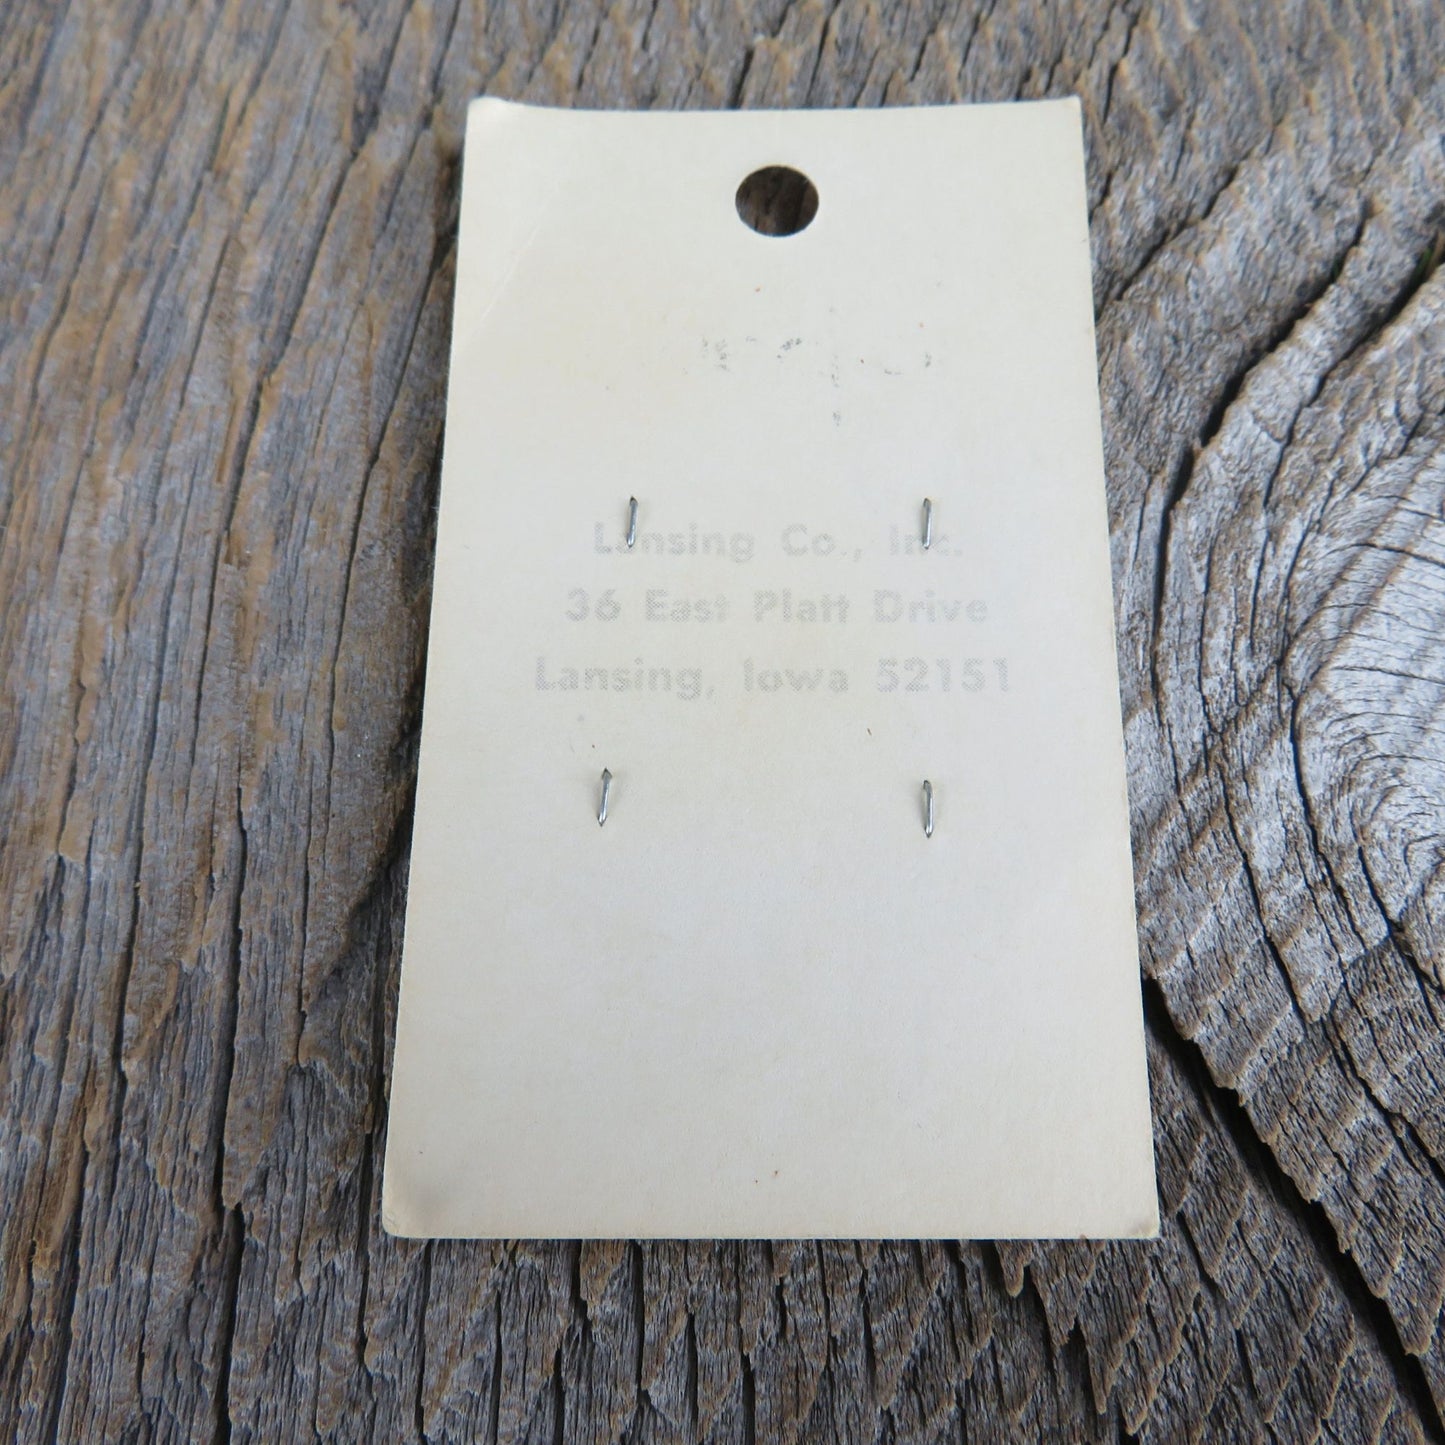 Lansing Co., Inc.
36 East Platt Drive
Lansing, Iowa 52151